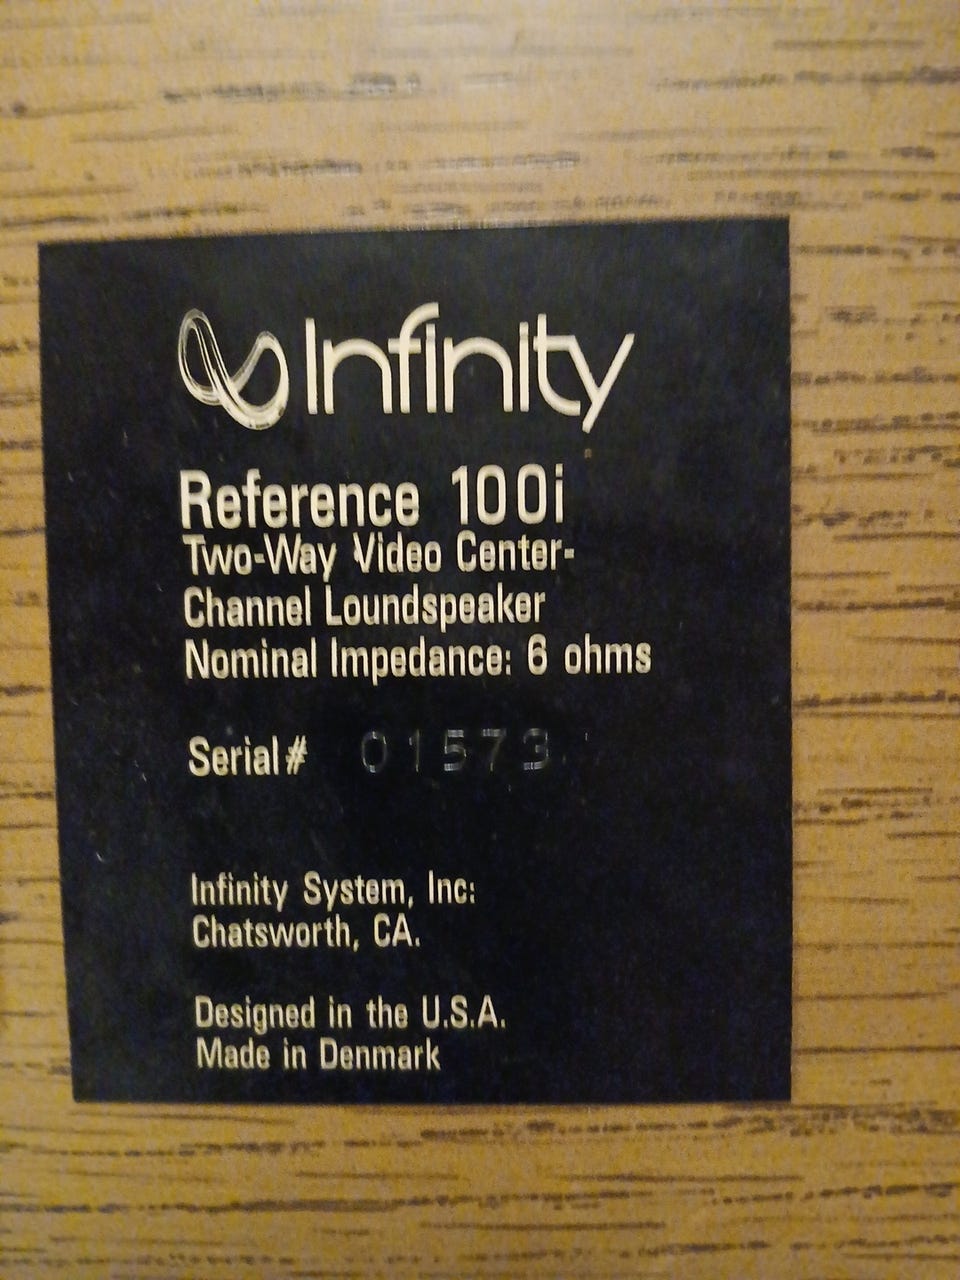 Infinity
Reference 100i
Two-Way Video Center-
Channel Loundspeaker
Nominal Impedance: 6 ohms
Serial# 01573
Infinity System, Inc:
Chatsworth, CA.
Designed in the U.S.A.
Made in Denmark